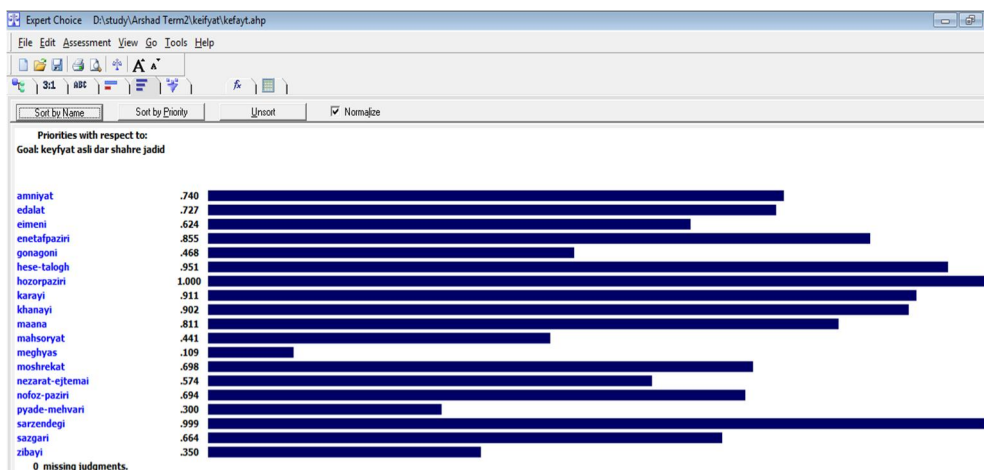 Expert Choice D:\study\Arshad Term2\keifyat\kefayt.ahp
File Edit Assessment View Go Tools Help
A A
3:1 ABC fx
Sort by Name Sort by Priority Unsort Normalize
Priorities with respect to:
Goal: keyfyat asli dar shahre jadid
amniyat .740
edalat .727
eimeni .624
enetafpaziri .855
gonagoni .468
hese-talogh .951
hozorpaziri 1.000
karayi .911
khanayi .902
maana .811
mahsoryat .441
meghyas .109
moshrekat .698
nezarat-ejtemai .574
nofoz-paziri .694
pyade-mehvari .300
sarzendegi .999
sazgari .664
zibayi .350
0 missing judgments.